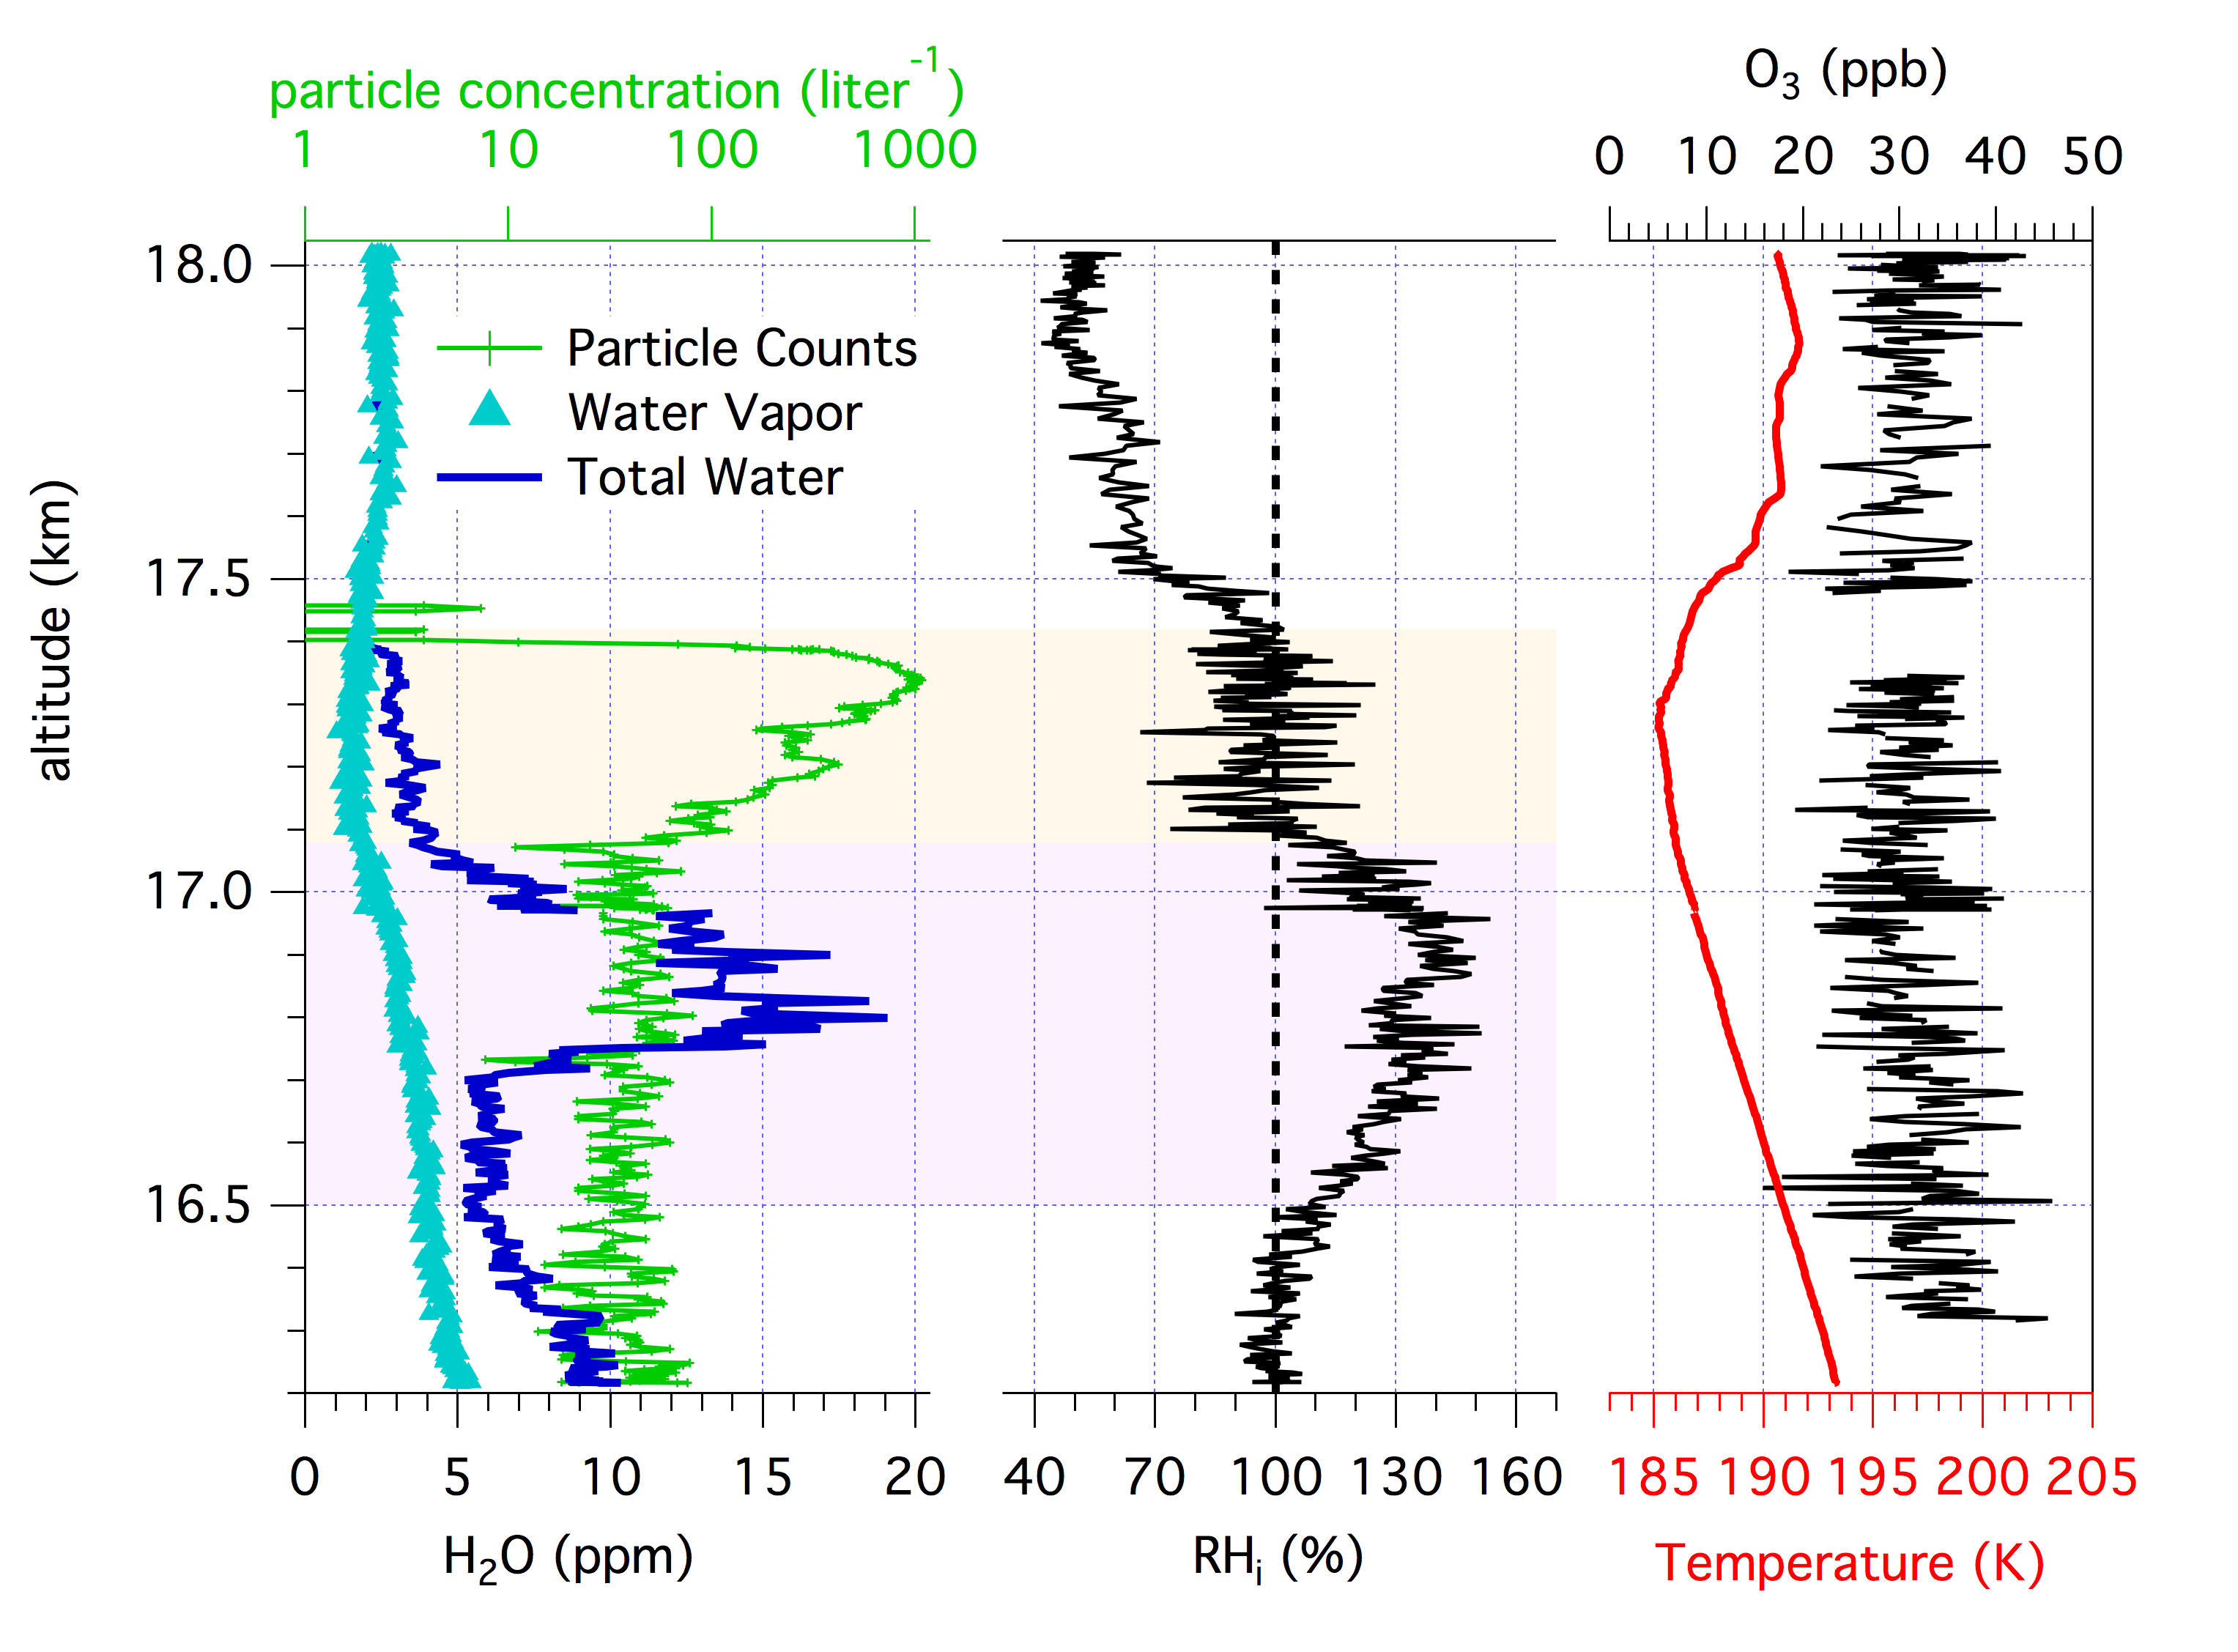 particle concentration (liter⁻¹)
1 10 100 1000
O₃ (ppb)
0 10 20 30 40 50
altitude (km)
18.0
17.5
17.0
16.5
Particle Counts
Water Vapor
Total Water
0 5 10 15 20
H₂O (ppm)
40 70 100 130 160
RHᵢ (%)
185 190 195 200 205
Temperature (K)